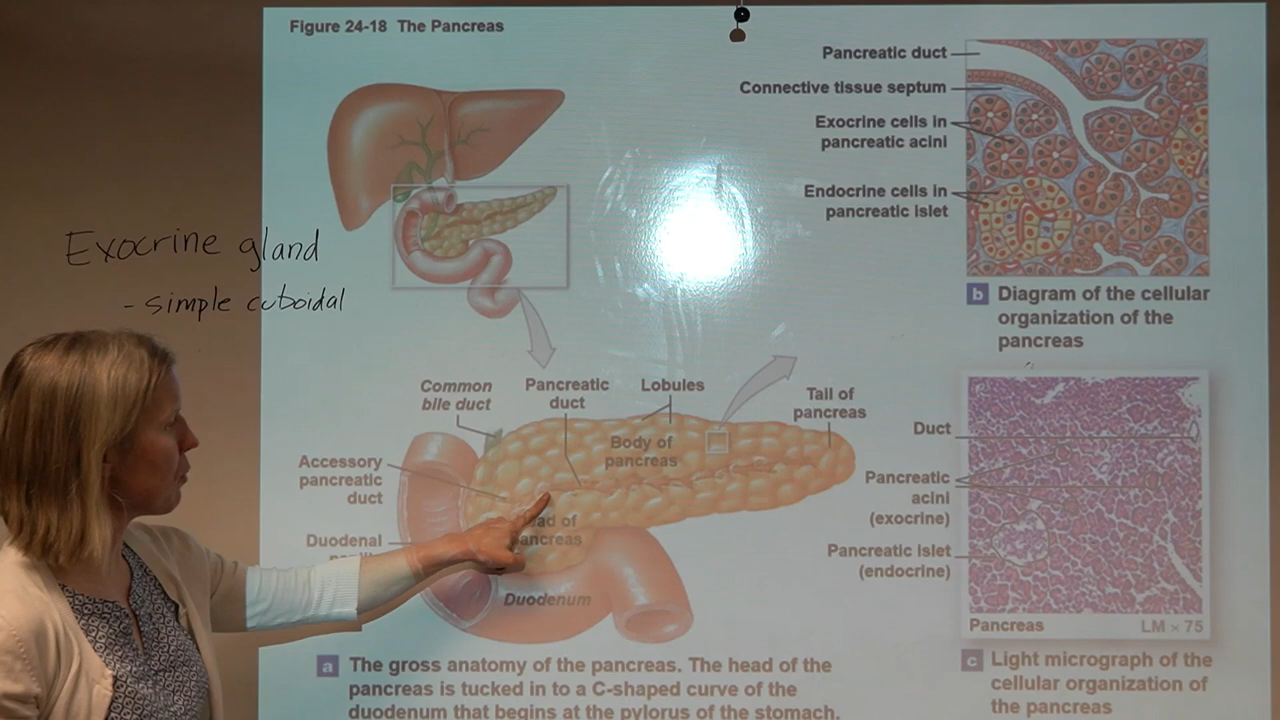 Figure 24-18 The Pancreas
Exocrine gland
- simple cuboidal
Pancreatic duct
Connective tissue septum
Exocrine cells in
pancreatic acini
Endocrine cells in
pancreatic islet
b Diagram of the cellular
organization of the
pancreas
Common
bile duct
Pancreatic
duct
Lobules
Tail of
pancreas
Body of
pancreas
Accessory
pancreatic
duct
Head of
pancreas
Duodenal
Duodenum
a The gross anatomy of the pancreas. The head of the
pancreas is tucked in to a C-shaped curve of the
duodenum that begins at the pylorus of the stomach.
Duct
Pancreatic
acini
(exocrine)
Pancreatic islet
(endocrine)
Pancreas LM × 75
c Light micrograph of the
cellular organization of
the pancreas